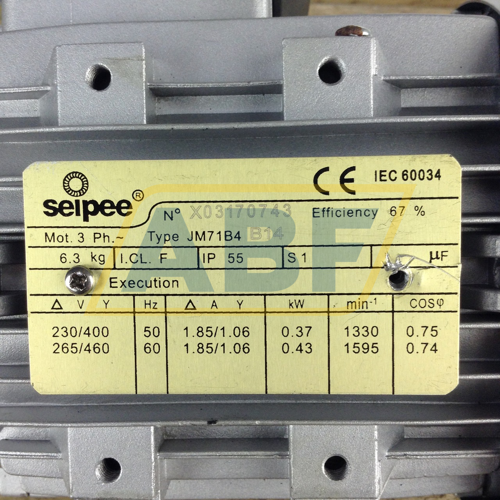 CE IEC 60034
seipee®
N° X03170743 Efficiency 67 %
Mot. 3 Ph.~ Type JM71B4 B14
6.3 kg I.CL. F IP 55 S1 µF
Execution
Δ V Y Hz Δ A Y kW min-1 COSφ
230/400 50 1.85/1.06 0.37 1330 0.75
265/460 60 1.85/1.06 0.43 1595 0.74
ABF